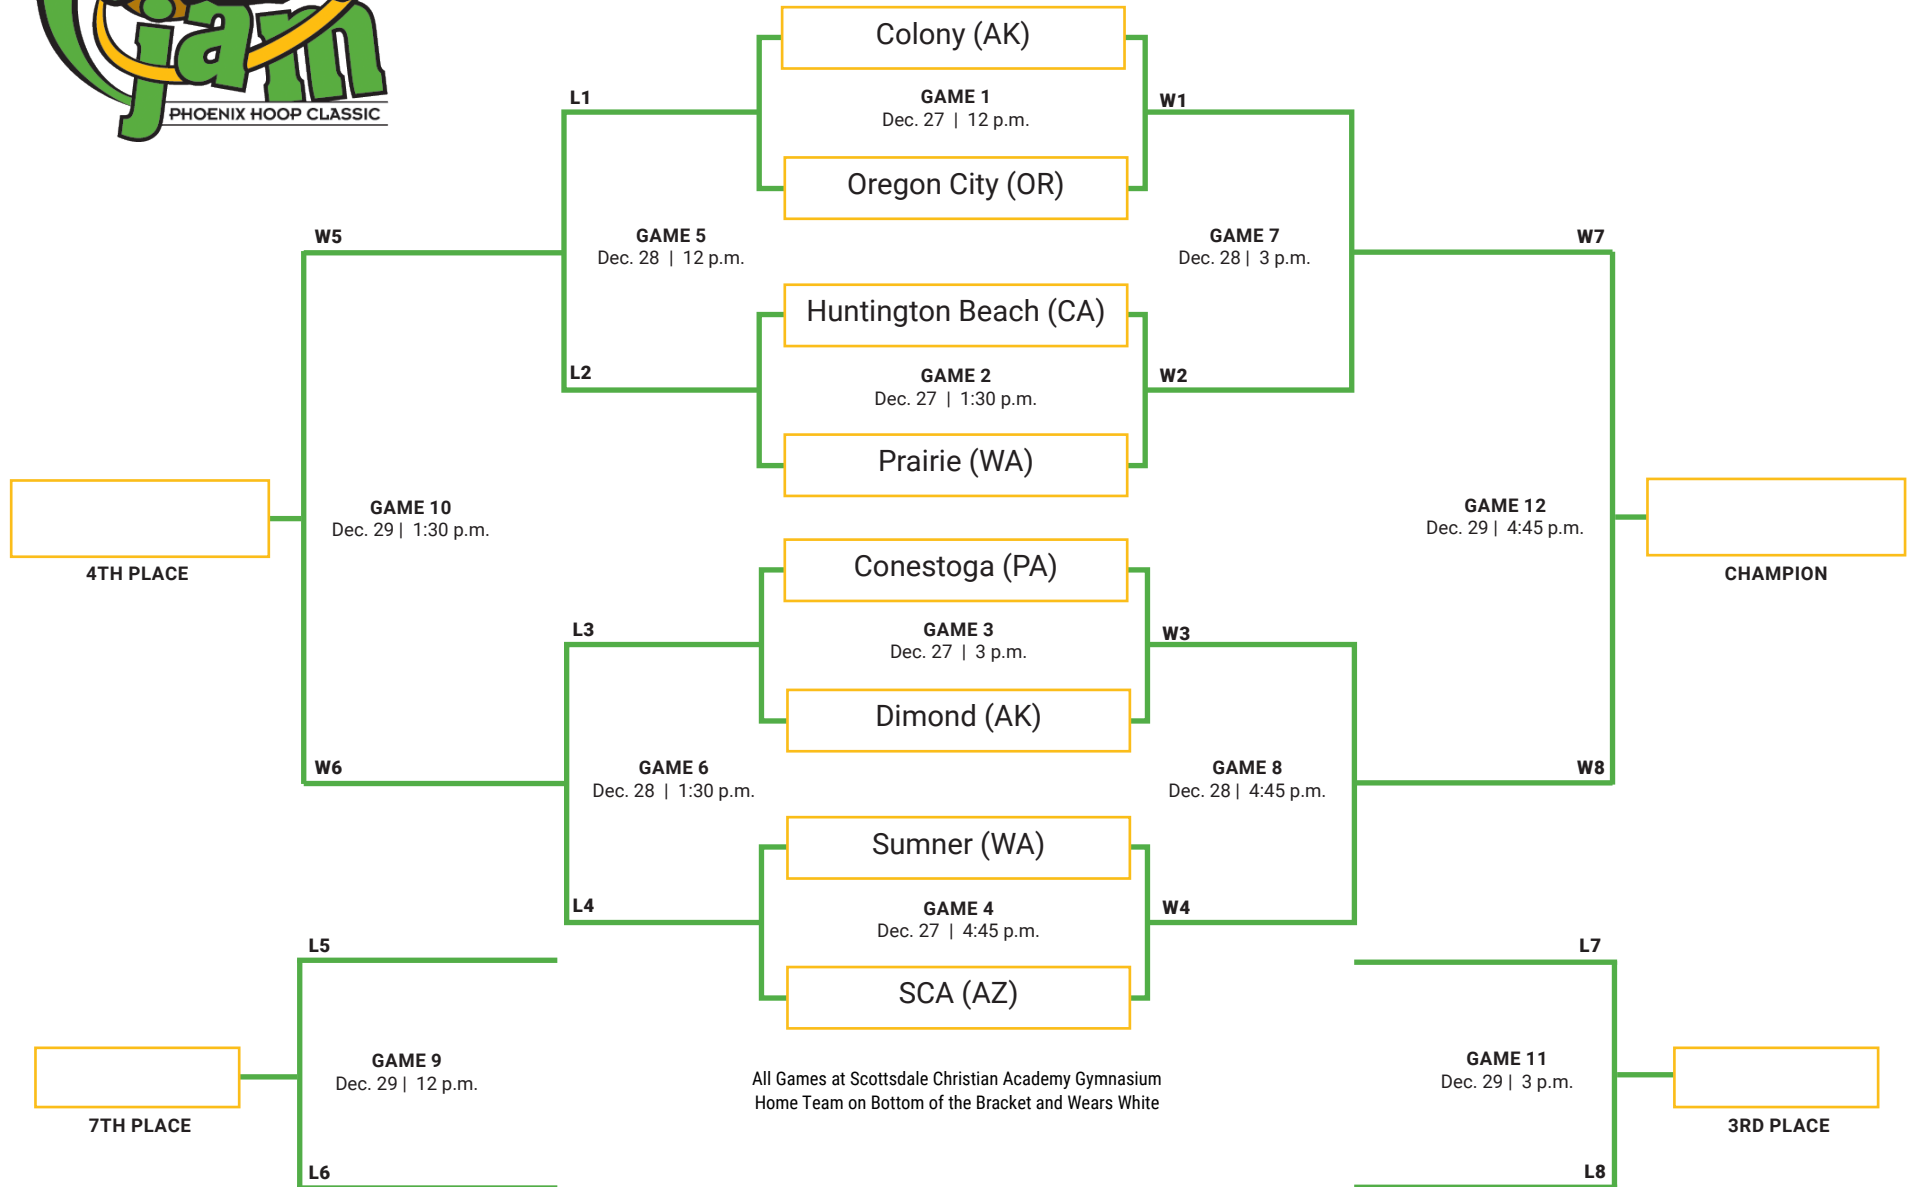 jam
PHOENIX HOOP CLASSIC
Colony (AK)
GAME 1
Dec. 27 | 12 p.m.
Oregon City (OR)
L1
W1
GAME 5
Dec. 28 | 12 p.m.
GAME 7
Dec. 28 | 3 p.m.
W5
W7
Huntington Beach (CA)
GAME 2
Dec. 27 | 1:30 p.m.
Prairie (WA)
L2
W2
GAME 10
Dec. 29 | 1:30 p.m.
4TH PLACE
GAME 12
Dec. 29 | 4:45 p.m.
CHAMPION
Conestoga (PA)
GAME 3
Dec. 27 | 3 p.m.
Dimond (AK)
L3
W3
GAME 6
Dec. 28 | 1:30 p.m.
GAME 8
Dec. 28 | 4:45 p.m.
W6
W8
Sumner (WA)
GAME 4
Dec. 27 | 4:45 p.m.
SCA (AZ)
L4
W4
L5
GAME 9
Dec. 29 | 12 p.m.
7TH PLACE
L6
All Games at Scottsdale Christian Academy Gymnasium
Home Team on Bottom of the Bracket and Wears White
L7
GAME 11
Dec. 29 | 3 p.m.
3RD PLACE
L8